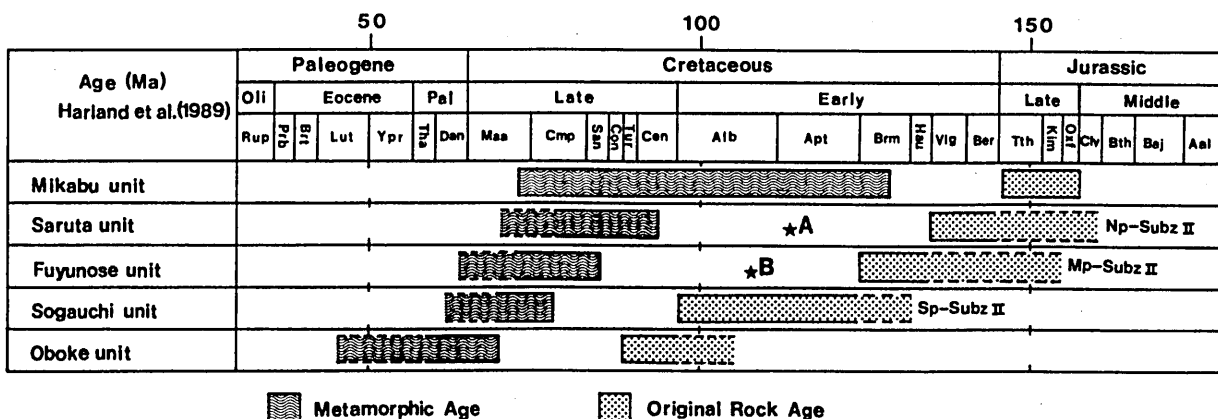 50 100 150
Age (Ma)
Harland et al.(1989)
Paleogene Cretaceous Jurassic
Oli Eocene Pal Late Early Late Middle
Rup Prb Brt Lut Ypr Tha Dan Maa Cmp San Con Tur Cen Alb Apt Brm Hau Vlg Ber Tth Kim Oxf Clv Bth Baj Aal
Mikabu unit
Saruta unit ★A Np-Subz II
Fuyunose unit ★B Mp-Subz II
Sogauchi unit Sp-Subz II
Oboke unit
Metamorphic Age Original Rock Age